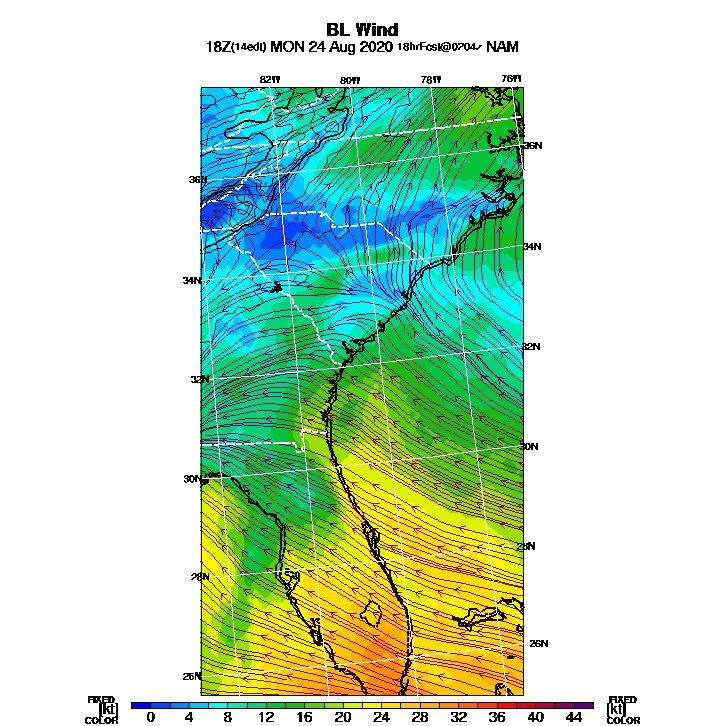 BL Wind
18Z(14edt) MON 24 Aug 2020 18hrFcst@0204z NAM
82W 80W 78W 76W
36N
36N
34N
34N
32N
32N
30N
30N
28N
28N
26N
26N
FIXED FIXED
[kt] 0 4 8 12 16 20 24 28 32 36 40 44 [kt]
COLOR COLOR